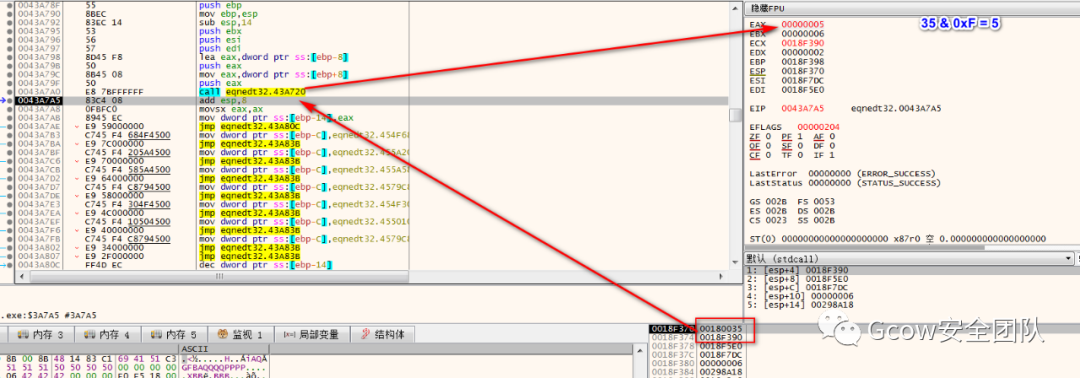 0043A78F 55 push ebp
0043A790 8BEC mov ebp,esp
0043A792 83EC 14 sub esp,14
0043A795 53 push ebx
0043A796 56 push esi
0043A797 57 push edi
0043A798 8D45 F8 lea eax,dword ptr ss:[ebp-8]
0043A79B 50 push eax
0043A79C 8B45 08 mov eax,dword ptr ss:[ebp+8]
0043A79F 50 push eax
0043A7A0 E8 7BFFFFFF call eqnedt32.43A720
0043A7A5 83C4 08 add esp,8
0043A7A8 0FBFC0 movsx eax,ax
0043A7AB 8945 EC mov dword ptr ss:[ebp-14],eax
0043A7AE E9 59000000 jmp eqnedt32.43A80C
0043A7B3 C745 F4 684F4500 mov dword ptr ss:[ebp-C],eqnedt32.454F68
0043A7BA E9 7C000000 jmp eqnedt32.43A83B
C745 F4 205A4500 mov dword ptr ss:[ebp-C],eqnedt32.455A20
0043A7C6 E9 70000000 jmp eqnedt32.43A83B
0043A7CB C745 F4 585A4500 mov dword ptr ss:[ebp-C],eqnedt32.455A58
0043A7D2 E9 64000000 jmp eqnedt32.43A83B
0043A7D7 C745 F4 C8794500 mov dword ptr ss:[ebp-C],eqnedt32.4579C8
0043A7DE E9 58000000 jmp eqnedt32.43A83B
C745 F4 304F4500 mov dword ptr ss:[ebp-C],eqnedt32.454F30
0043A7EA E9 4C000000 jmp eqnedt32.43A83B
0043A7EF C745 F4 10504500 mov dword ptr ss:[ebp-C],eqnedt32.455010
0043A7F6 E9 40000000 jmp eqnedt32.43A83B
0043A7FB C745 F4 C8794500 mov dword ptr ss:[ebp-C],eqnedt32.4579C8
0043A802 E9 34000000 jmp eqnedt32.43A83B
0043A807 E9 2F000000 jmp eqnedt32.43A83B
0043A80C FF4D EC dec dword ptr ss:[ebp-14]
隐藏FPU
EAX 00000005
35 & 0xF = 5
EBX 00000006
ECX 0018F390
EDX 00000002
EBP 0018F398
ESP 0018F370
ESI 0018F7DC
EDI 0018F5E0
EIP 0043A7A5 eqnedt32.0043A7A5
EFLAGS 00000204
ZF 0 PF 1 AF 0
OF 0 SF 0 DF 0
CF 0 TF 0 IF 1
LastError 00000000 (ERROR_SUCCESS)
LastStatus 00000000 (STATUS_SUCCESS)
GS 002B FS 0053
ES 002B DS 002B
CS 0023 SS 002B
ST(0) 00000000000000000000 x87r0 空 0.000000000000000000
默认 (stdcall)
1: [esp+4] 0018F390
2: [esp+8] 0018F5E0
3: [esp+C] 0018F7DC
4: [esp+10] 00000006
5: [esp+14] 00298A18
.exe:$3A7A5 #3A7A5
内存 3 内存 4 内存 5 监视 1 局部变量 结构体
ASCII
8B 00 8B 48 14 83 C1 69 41 51 C3
51 51 51 50 50 50 50 00 00 00 00 GFBAQQQQPPPP....
0018F370 00180035
0018F374 0018F390
0018F378 0018F5E0
0018F37C 0018F7DC
0018F380 00000006
0018F384 00298A18
Gcow安全团队